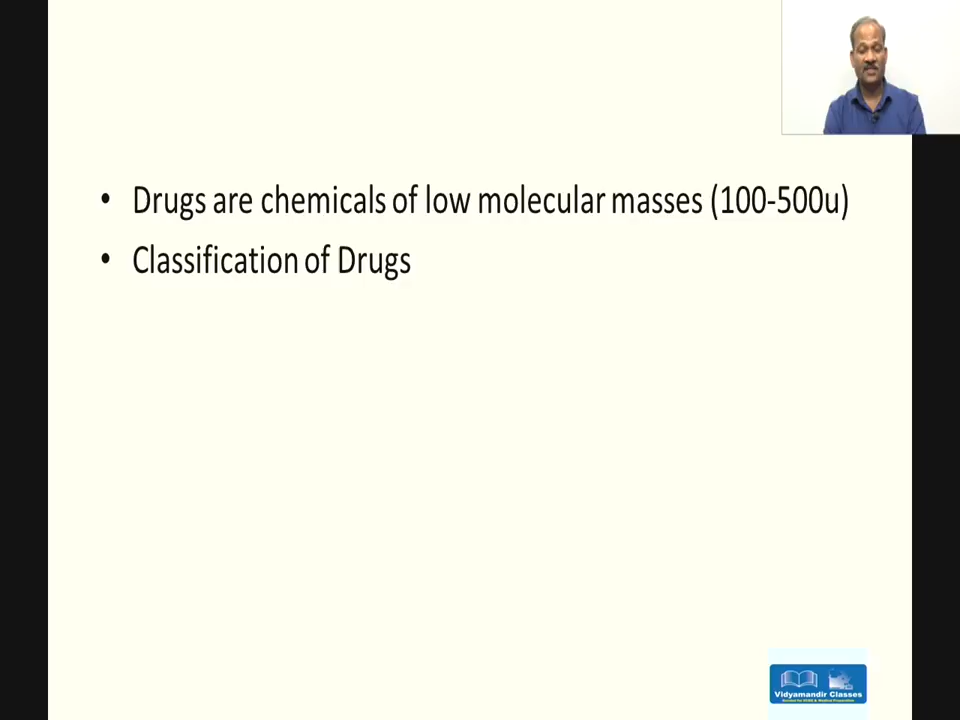 • Drugs are chemicals of low molecular masses (100-500u)
• Classification of Drugs
Vidyamandir Classes